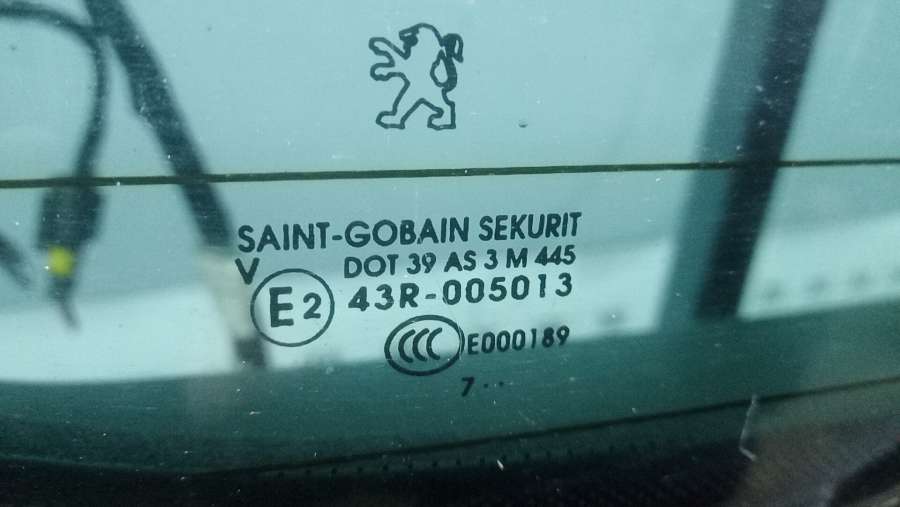 SAINT-GOBAIN SEKURIT
V DOT 39 AS 3 M 445
E2 43R-005013
CCC E000189
7··